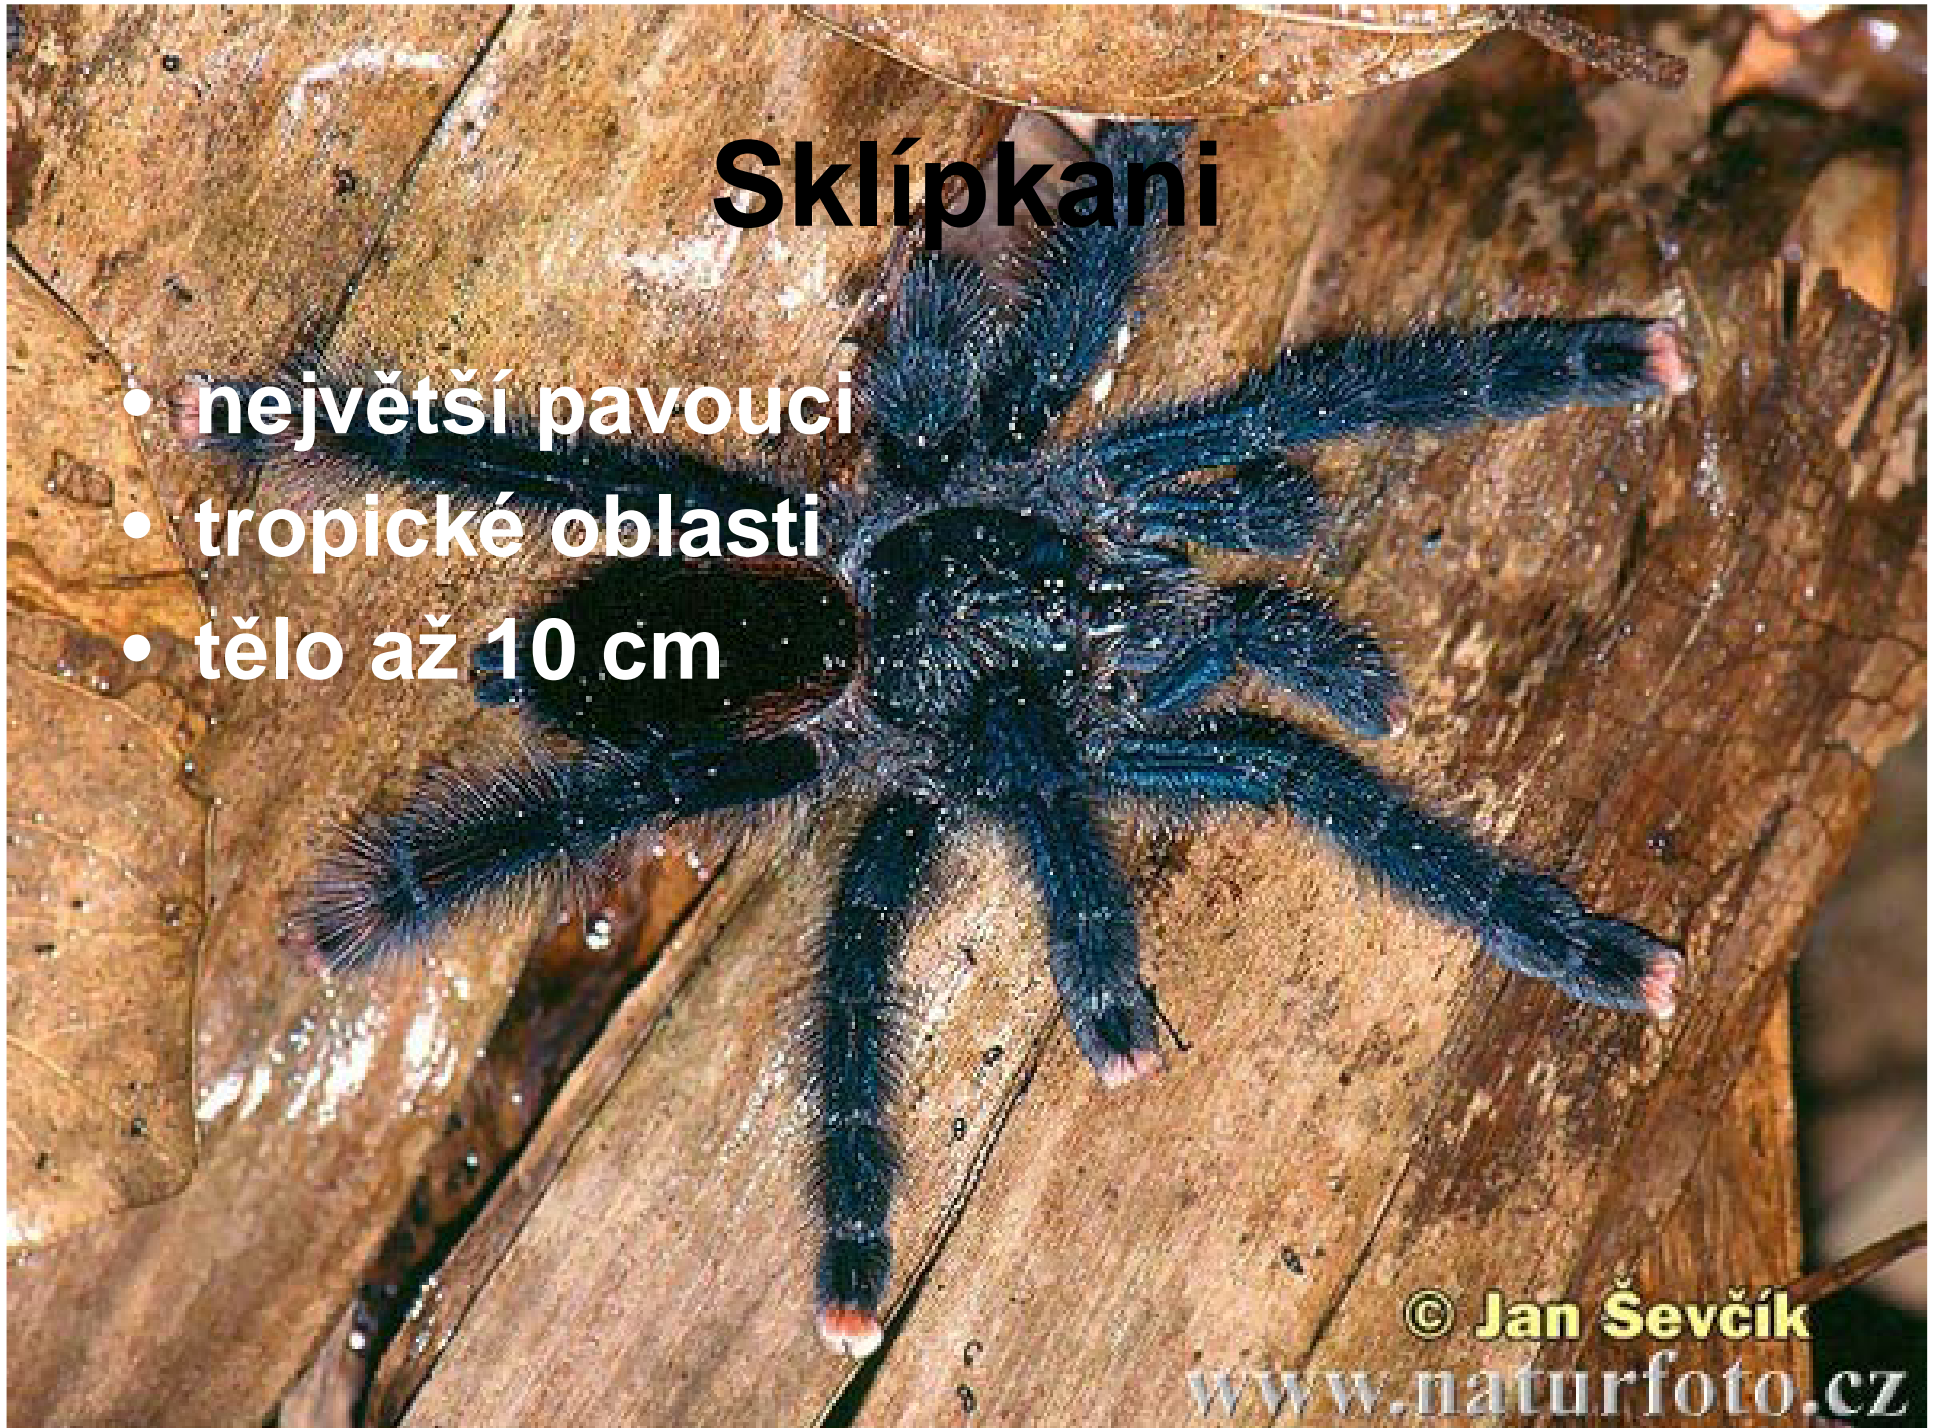 Sklípkani
• největší pavouci
• tropické oblasti
• tělo až 10 cm
© Jan Ševčík
www.naturfoto.cz